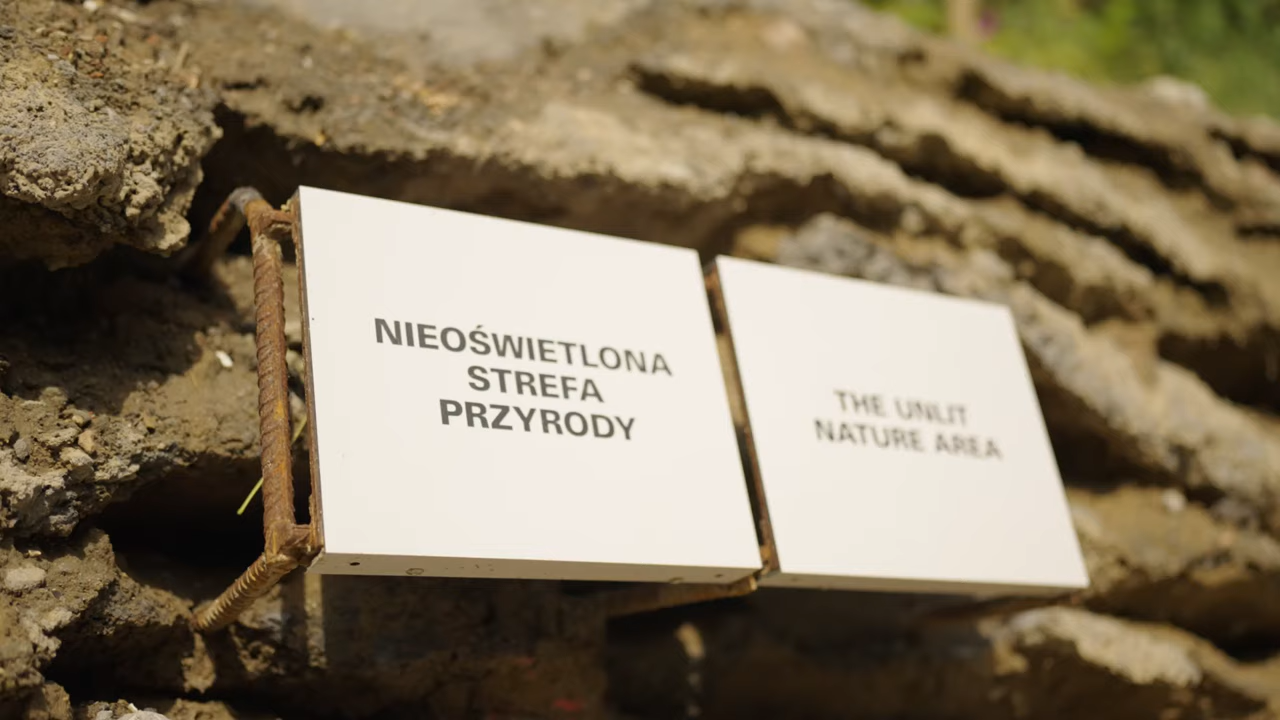 NIEOŚWIETLONA
STREFA
PRZYRODY
THE UNLIT
NATURE AREA